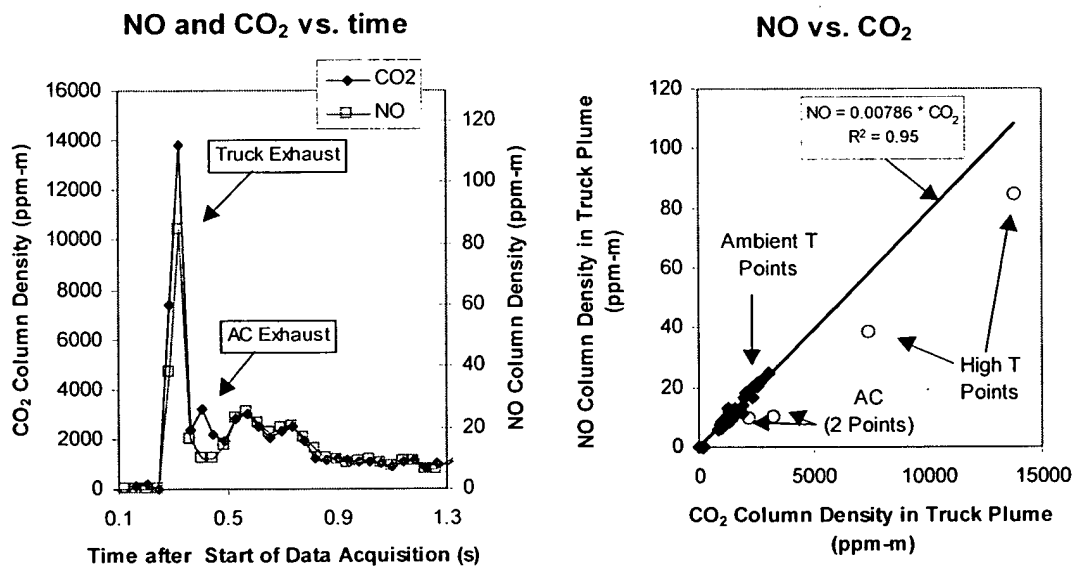 NO and CO₂ vs. time
CO2
NO
16000
14000
12000
10000
8000
6000
4000
2000
0
120
100
80
60
40
20
0
Truck Exhaust
AC Exhaust
CO₂ Column Density (ppm-m)
NO Column Density (ppm-m)
0.1
0.5
0.9
1.3
Time after Start of Data Acquisition (s)
NO vs. CO₂
120
100
80
60
40
20
0
NO = 0.00786 * CO₂
R² = 0.95
Ambient T
Points
High T
Points
AC
(2 Points)
NO Column Density in Truck Plume
(ppm-m)
0
5000
10000
15000
CO₂ Column Density in Truck Plume
(ppm-m)